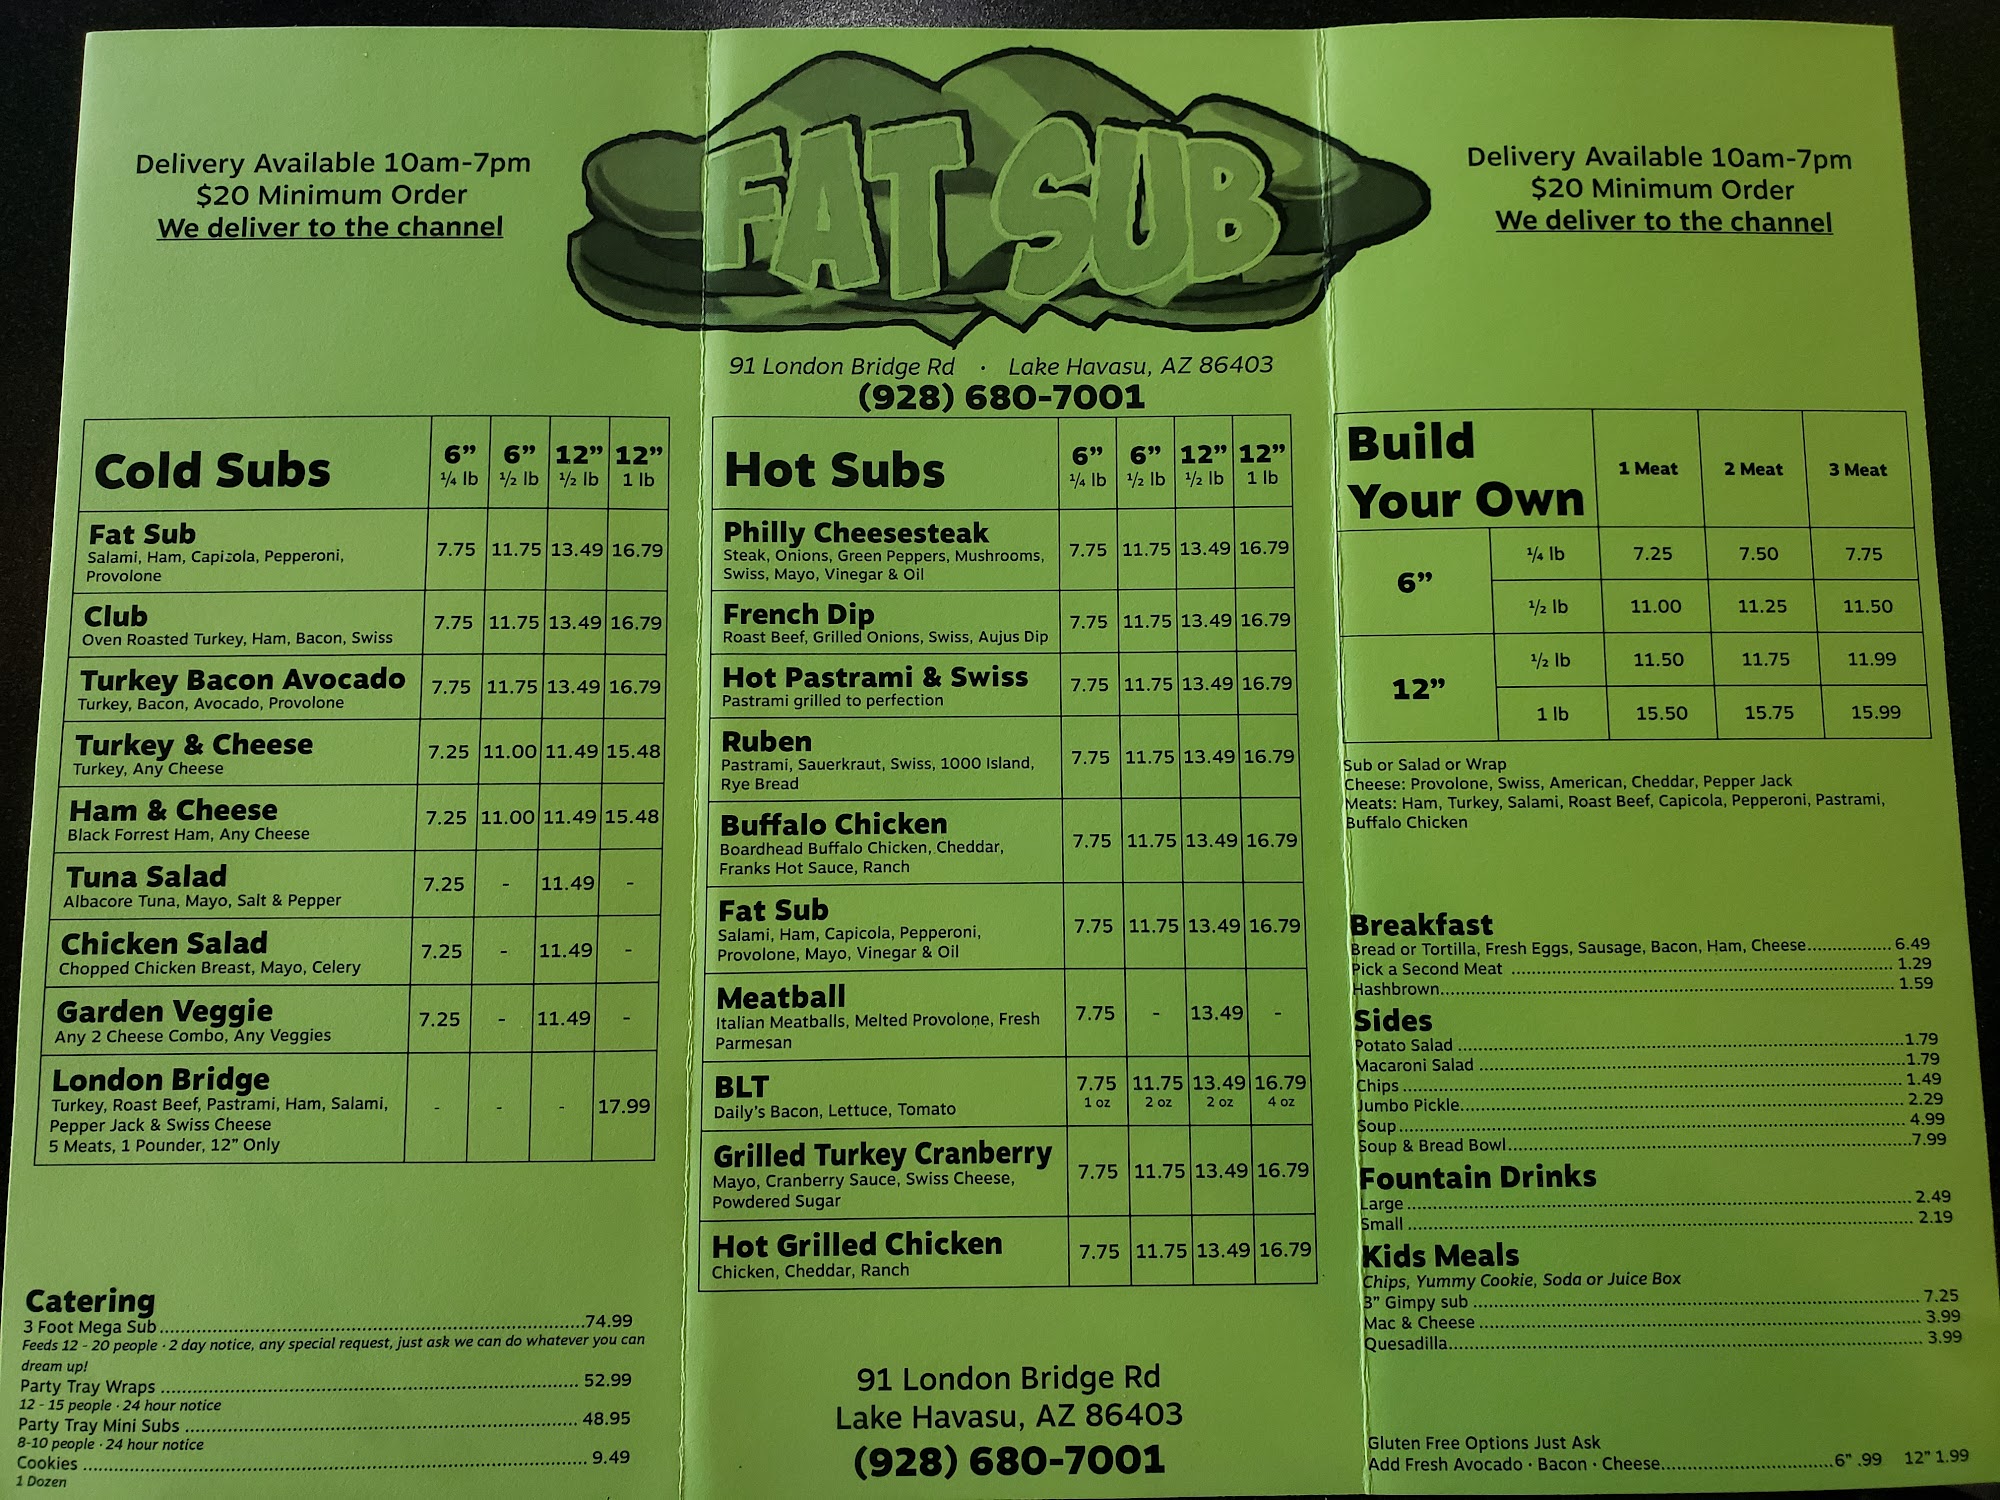 Delivery Available 10am-7pm
$20 Minimum Order
We deliver to the channel
FAT SUB
91 London Bridge Rd · Lake Havasu, AZ 86403
(928) 680-7001
Delivery Available 10am-7pm
$20 Minimum Order
We deliver to the channel
Cold Subs 6” 6” 12” 12”
¼ lb ½ lb ½ lb 1 lb
Fat Sub
Salami, Ham, Capicola, Pepperoni,
Provolone
7.75 11.75 13.49 16.79
Club
Oven Roasted Turkey, Ham, Bacon, Swiss
7.75 11.75 13.49 16.79
Turkey Bacon Avocado
Turkey, Bacon, Avocado, Provolone
7.75 11.75 13.49 16.79
Turkey & Cheese
Turkey, Any Cheese
7.25 11.00 11.49 15.48
Ham & Cheese
Black Forrest Ham, Any Cheese
7.25 11.00 11.49 15.48
Tuna Salad
Albacore Tuna, Mayo, Salt & Pepper
7.25 - 11.49 -
Chicken Salad
Chopped Chicken Breast, Mayo, Celery
7.25 - 11.49 -
Garden Veggie
Any 2 Cheese Combo, Any Veggies
7.25 - 11.49 -
London Bridge
Turkey, Roast Beef, Pastrami, Ham, Salami,
Pepper Jack & Swiss Cheese
5 Meats, 1 Pounder, 12” Only
- - - 17.99
Catering
3 Foot Mega Sub 74.99
Feeds 12 - 20 people · 2 day notice, any special request, just ask we can do whatever you can
dream up!
Party Tray Wraps 52.99
12 - 15 people · 24 hour notice
Party Tray Mini Subs 48.95
8-10 people · 24 hour notice
Cookies 9.49
1 Dozen
Hot Subs 6” 6” 12” 12”
¼ lb ½ lb ½ lb 1 lb
Philly Cheesesteak
Steak, Onions, Green Peppers, Mushrooms,
Swiss, Mayo, Vinegar & Oil
7.75 11.75 13.49 16.79
French Dip
Roast Beef, Grilled Onions, Swiss, Aujus Dip
7.75 11.75 13.49 16.79
Hot Pastrami & Swiss
Pastrami grilled to perfection
7.75 11.75 13.49 16.79
Ruben
Pastrami, Sauerkraut, Swiss, 1000 Island,
Rye Bread
7.75 11.75 13.49 16.79
Buffalo Chicken
Boardhead Buffalo Chicken, Cheddar,
Franks Hot Sauce, Ranch
7.75 11.75 13.49 16.79
Fat Sub
Salami, Ham, Capicola, Pepperoni,
Provolone, Mayo, Vinegar & Oil
7.75 11.75 13.49 16.79
Meatball
Italian Meatballs, Melted Provolone, Fresh
Parmesan
7.75 - 13.49 -
BLT
Daily's Bacon, Lettuce, Tomato
7.75 11.75 13.49 16.79
1 oz 2 oz 2 oz 4 oz
Grilled Turkey Cranberry
Mayo, Cranberry Sauce, Swiss Cheese,
Powdered Sugar
7.75 11.75 13.49 16.79
Hot Grilled Chicken
Chicken, Cheddar, Ranch
7.75 11.75 13.49 16.79
91 London Bridge Rd
Lake Havasu, AZ 86403
(928) 680-7001
Build
Your Own
1 Meat 2 Meat 3 Meat
6”
¼ lb 7.25 7.50 7.75
½ lb 11.00 11.25 11.50
12”
½ lb 11.50 11.75 11.99
1 lb 15.50 15.75 15.99
Sub or Salad or Wrap
Cheese: Provolone, Swiss, American, Cheddar, Pepper Jack
Meats: Ham, Turkey, Salami, Roast Beef, Capicola, Pepperoni, Pastrami,
Buffalo Chicken
Breakfast
Bread or Tortilla, Fresh Eggs, Sausage, Bacon, Ham, Cheese 6.49
Pick a Second Meat 1.29
Hashbrown 1.59
Sides
Potato Salad 1.79
Macaroni Salad 1.79
Chips 1.49
Jumbo Pickle 2.29
Soup 4.99
Soup & Bread Bowl 7.99
Fountain Drinks
Large 2.49
Small 2.19
Kids Meals
Chips, Yummy Cookie, Soda or Juice Box
3” Gimpy sub 7.25
Mac & Cheese 3.99
Quesadilla 3.99
Gluten Free Options Just Ask
Add Fresh Avocado · Bacon · Cheese 6” .99 12” 1.99